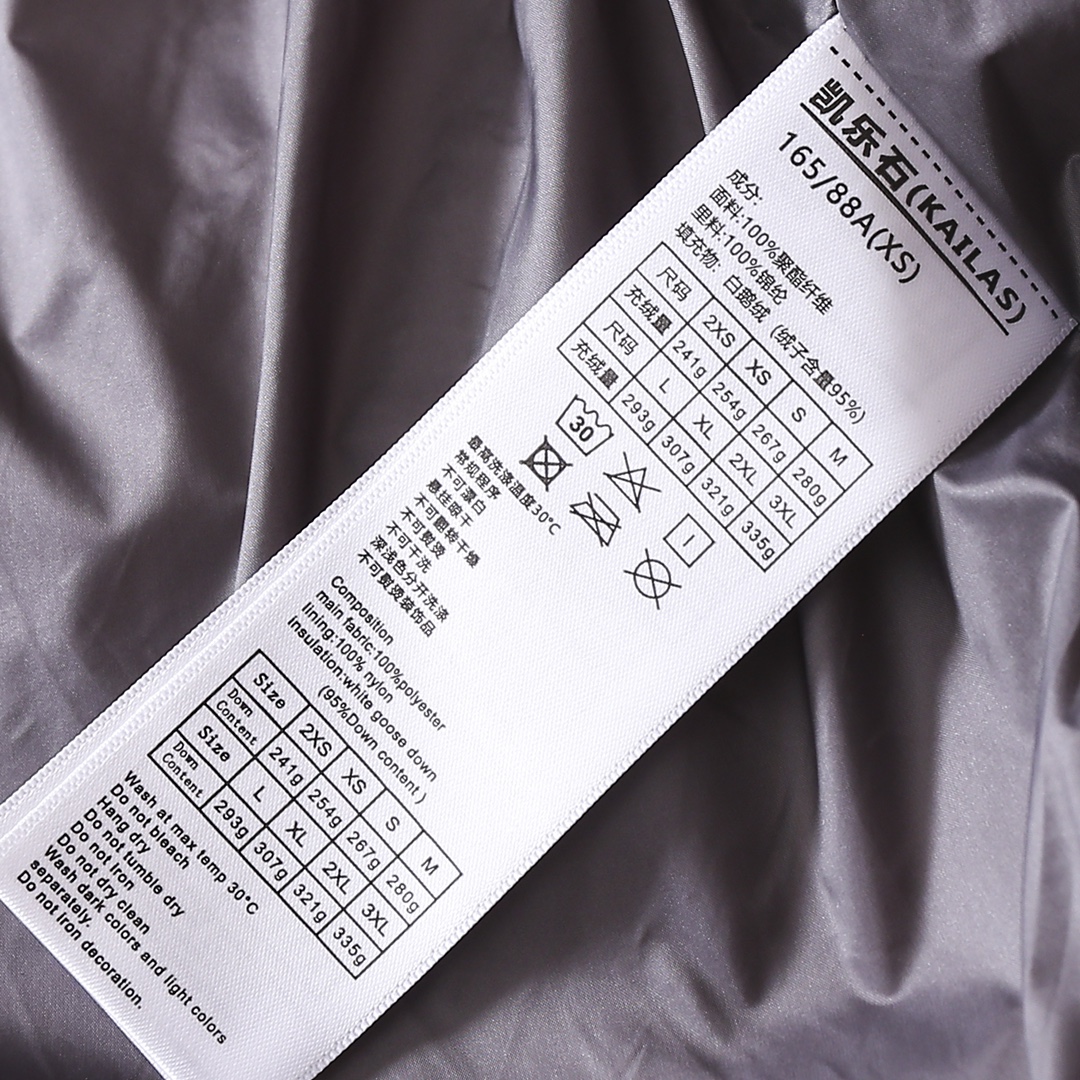 凯乐石(KAILAS)
165/88A(XS)
成分:
面料:100%聚酯纤维
里料:100%锦纶
填充物: 白鹅绒 (绒子含量95%)
尺码 2XS XS S M
充绒量 241g 254g 267g 280g
尺码 L XL 2XL 3XL
充绒量 293g 307g 321g 335g
30
最高洗涤温度30℃
常规程序
不可漂白
悬挂晾干
不可翻转干燥
不可熨烫
不可干洗
深浅色分开洗涤
不可熨烫装饰品
Composition
main fabric:100%polyester
lining:100% nylon
insulation:white goose down
(95%Down content)
Size 2XS XS S M
Down Content 241g 254g 267g 280g
Size L XL 2XL 3XL
Down Content 293g 307g 321g 335g
Wash at max temp 30℃
Do not bleach
Hang dry
Do not tumble dry
Do not iron
Do not dry clean
Wash dark colors and light colors
separately.
Do not iron decoration.